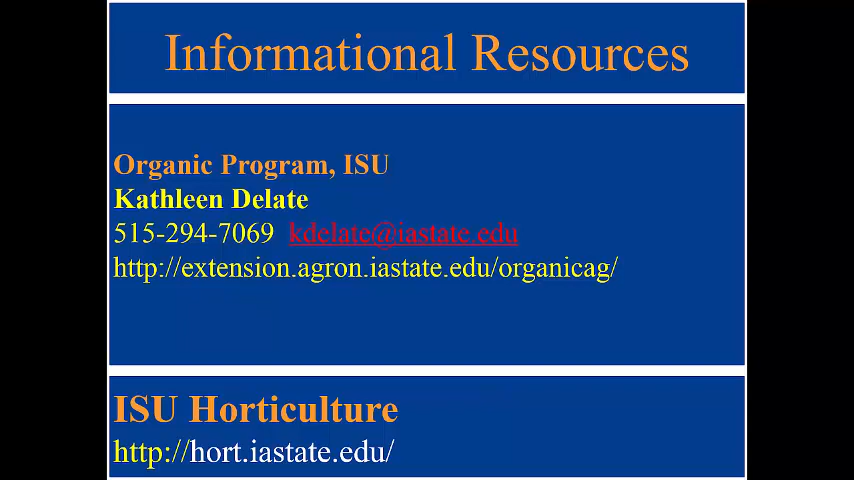 Informational Resources
Organic Program, ISU
Kathleen Delate
515-294-7069 kdelate@iastate.edu
http://extension.agron.iastate.edu/organicag/
ISU Horticulture
http://hort.iastate.edu/